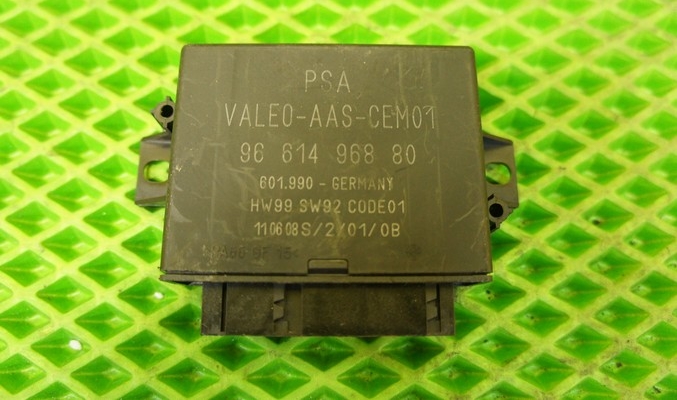 PSA
VALEO-AAS-CEM01
96 614 968 80
601.990 - GERMANY
HW99 SW92 CODE01
110608S/2/01/0B